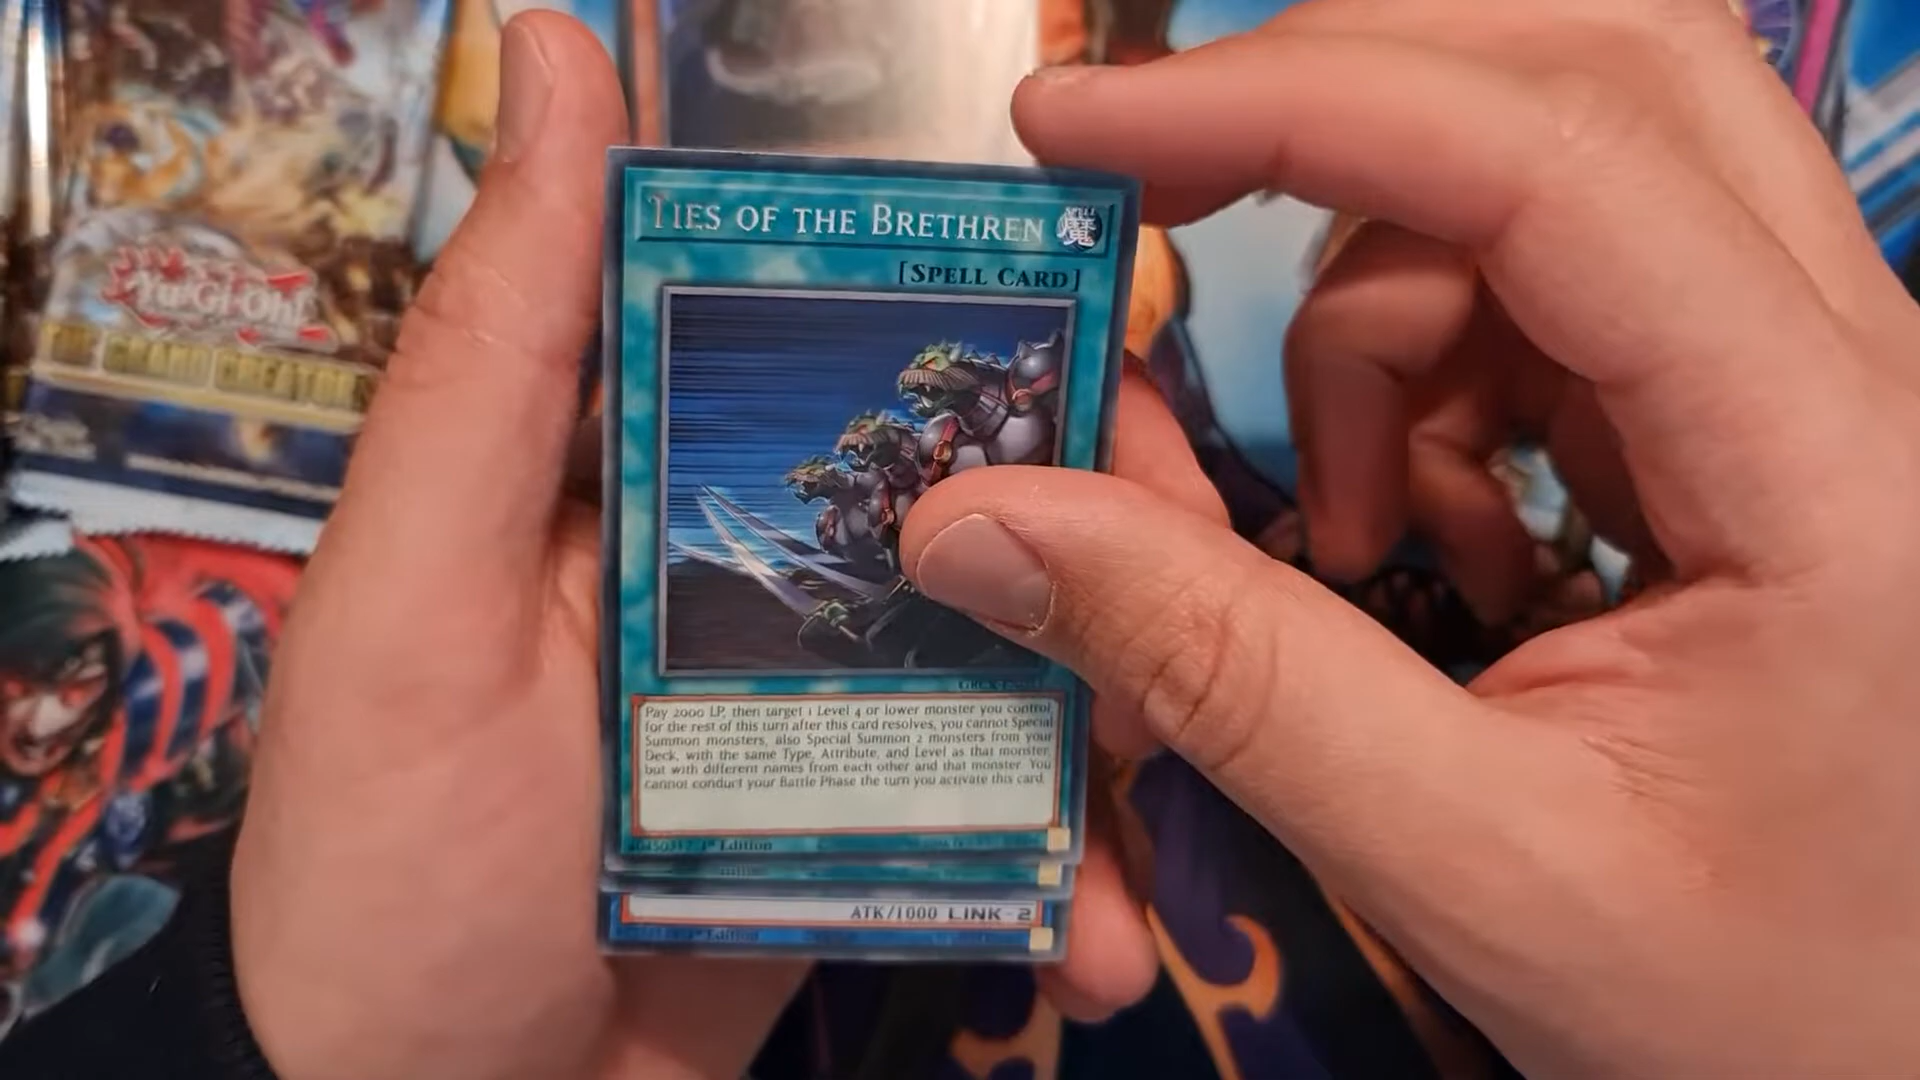 Yu-Gi-Oh!
THE GRAND CREATORS
TIES OF THE BRETHREN
SPELL
魔
[SPELL CARD]
Pay 2000 LP, then target 1 Level 4 or lower monster you control;
for the rest of this turn after this card resolves, you cannot Special
Summon monsters, also Special Summon 2 monsters from your
Deck, with the same Type, Attribute, and Level as that monster,
but with different names from each other and that monster. You
cannot conduct your Battle Phase the turn you activate this card.
1st Edition
ATK/1000 LINK-2
1st Edition